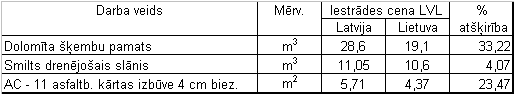 Darba veids Mērv. Iestrādes cena LVL %
Latvija Lietuva atšķirība
Dolomīta šķembu pamats m³ 28,6 19,1 33,22
Smilts drenējošais slānis m³ 11,05 10,6 4,07
AC - 11 asfaltb. kārtas izbūve 4 cm biez. m² 5,71 4,37 23,47